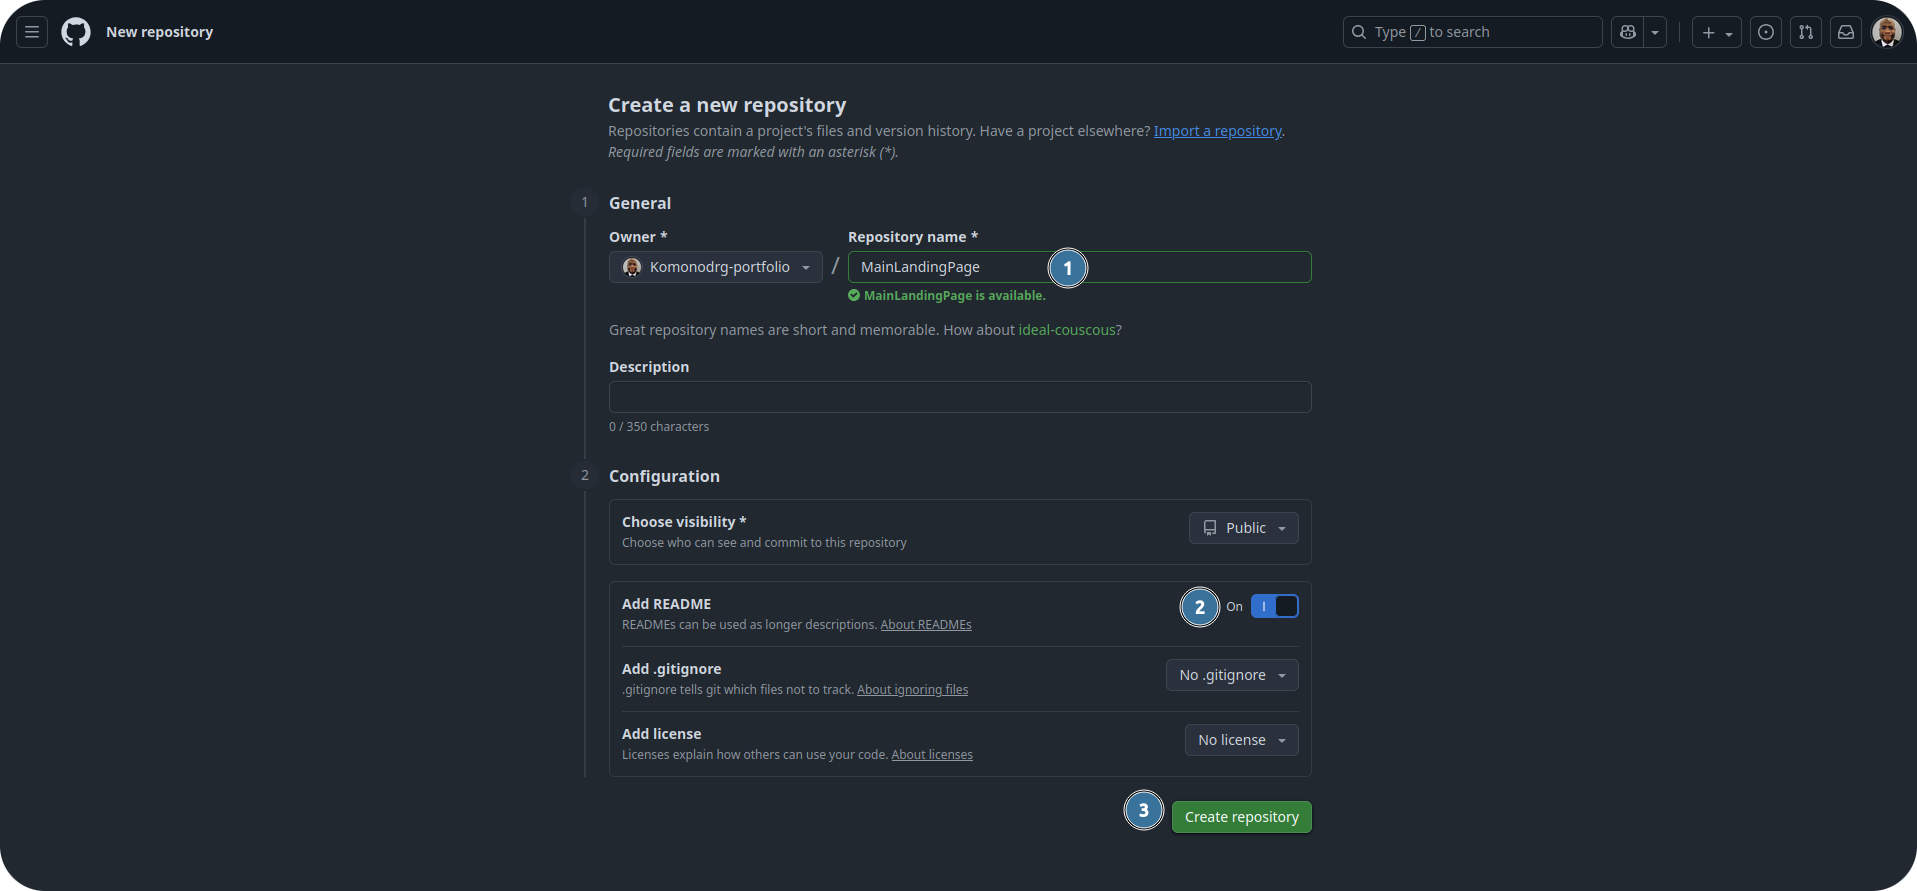 New repository
Type / to search
Create a new repository
Repositories contain a project's files and version history. Have a project elsewhere? Import a repository.
Required fields are marked with an asterisk (*).
1 General
Owner * Repository name *
Komonodrg-portfolio / MainLandingPage 1
MainLandingPage is available.
Great repository names are short and memorable. How about ideal-couscous?
Description
0 / 350 characters
2 Configuration
Choose visibility * Public
Choose who can see and commit to this repository
Add README 2 On
READMEs can be used as longer descriptions. About READMEs
Add .gitignore No .gitignore
.gitignore tells git which files not to track. About ignoring files
Add license No license
Licenses explain how others can use your code. About licenses
3 Create repository